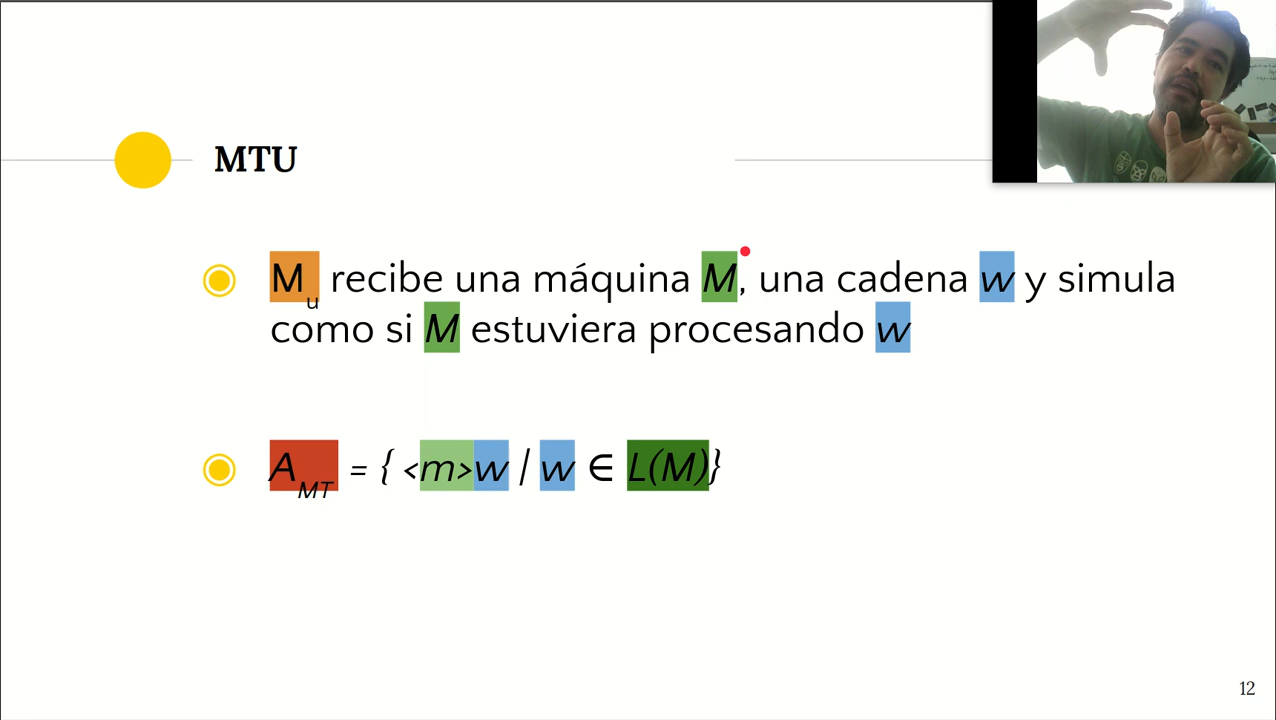 MTU
Mu recibe una máquina M, una cadena w y simula
como si M estuviera procesando w
AMT = { <m>w | w ∈ L(M)}
12